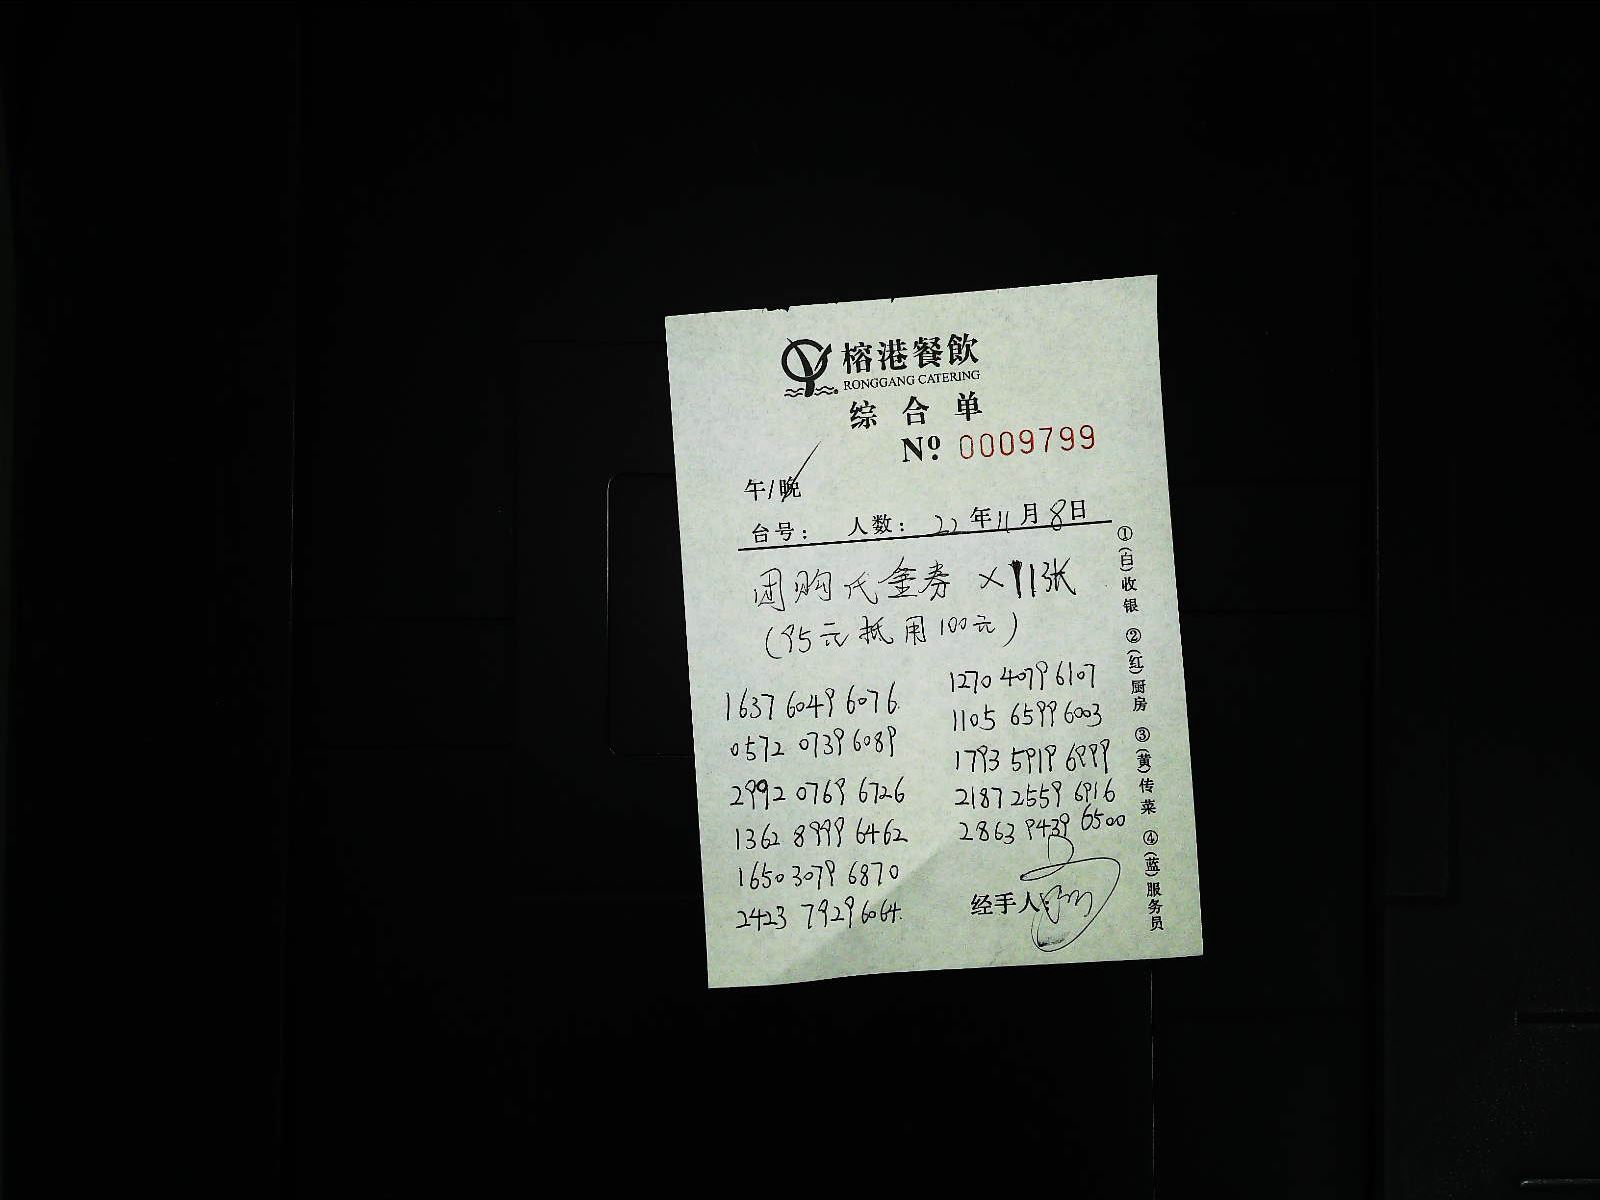 榕港餐飲
RONGGANG CATERING
综合单
Nº 0009799
午/晚
台号: 人数: 22年11月8日
团购代金券 ×11张
(95元抵用100元)
1637 6049 6076
0572 0739 6089
2992 0769 6726
1362 8999 6462
1650 3079 6870
2423 7929 6064
1270 4079 6107
1105 6599 6003
1793 5919 6999
2187 2559 6916
2863 9439 6500
经手人:
①(白)收银 ②(红)厨房 ③(黄)传菜 ④(蓝)服务员